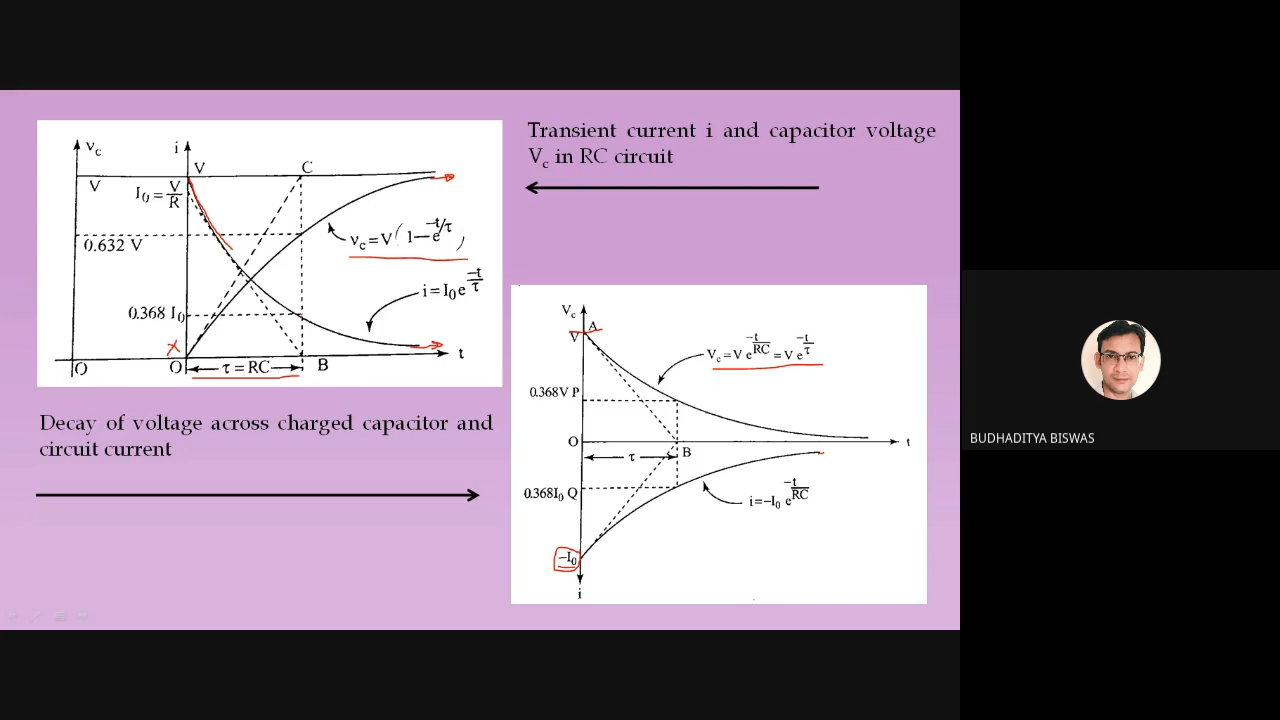 Transient current i and capacitor voltage
Vc in RC circuit
vc
i
V
C
V
I0 = V/R
0.632 V
vc = V(1−e^−t/τ)
i = I0 e^−t/τ
0.368 I0
X
O
O
τ = RC
B
t
Decay of voltage across charged capacitor and
circuit current
Vc
A
V
Vc = V e^−t/RC = V e^−t/τ
0.368V P
O
t
τ
B
0.368I0 Q
i = −I0 e^−t/RC
−I0
i
BUDHADITYA BISWAS